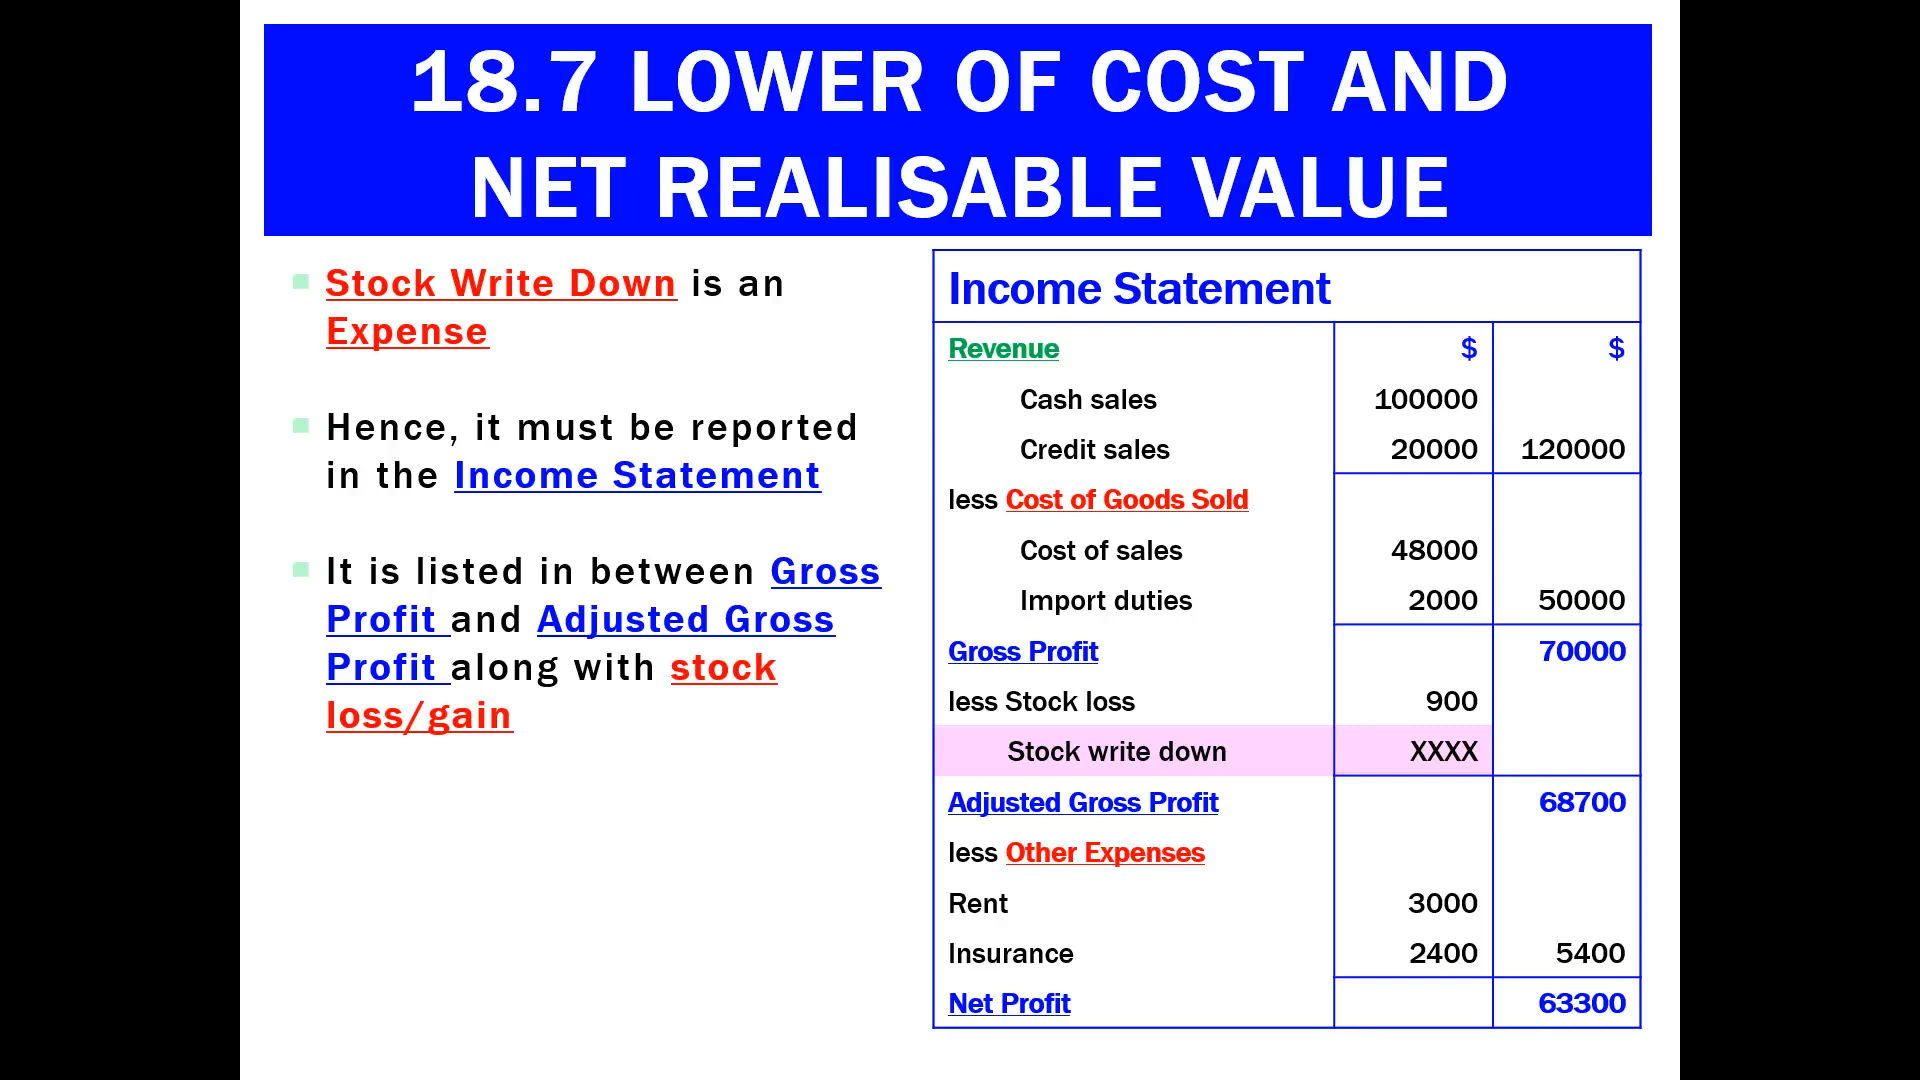 18.7 LOWER OF COST AND
NET REALISABLE VALUE
Stock Write Down is an
Expense
Hence, it must be reported
in the Income Statement
It is listed in between Gross
Profit and Adjusted Gross
Profit along with stock
loss/gain
Income Statement
Revenue $ $
Cash sales 100000
Credit sales 20000 120000
less Cost of Goods Sold
Cost of sales 48000
Import duties 2000 50000
Gross Profit 70000
less Stock loss 900
Stock write down XXXX
Adjusted Gross Profit 68700
less Other Expenses
Rent 3000
Insurance 2400 5400
Net Profit 63300